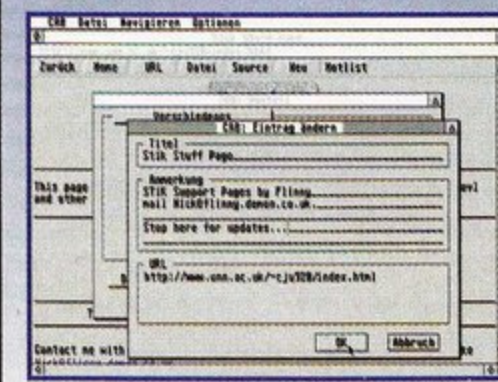 CAB Datei Navigieren Optionen
Zurück Home URL Datei Source Neu Hotlist
CAB: Eintrag ändern
Titel
STiK Stuff Page
Anmerkung
This page
STiK Support Pages by Flinny
and other
mail Nick@flinny.demon.co.uk.
Stop here for updates...
URL
http://www.unn.ac.uk/~cju928/index.html
OK Abbruch
Contact me with